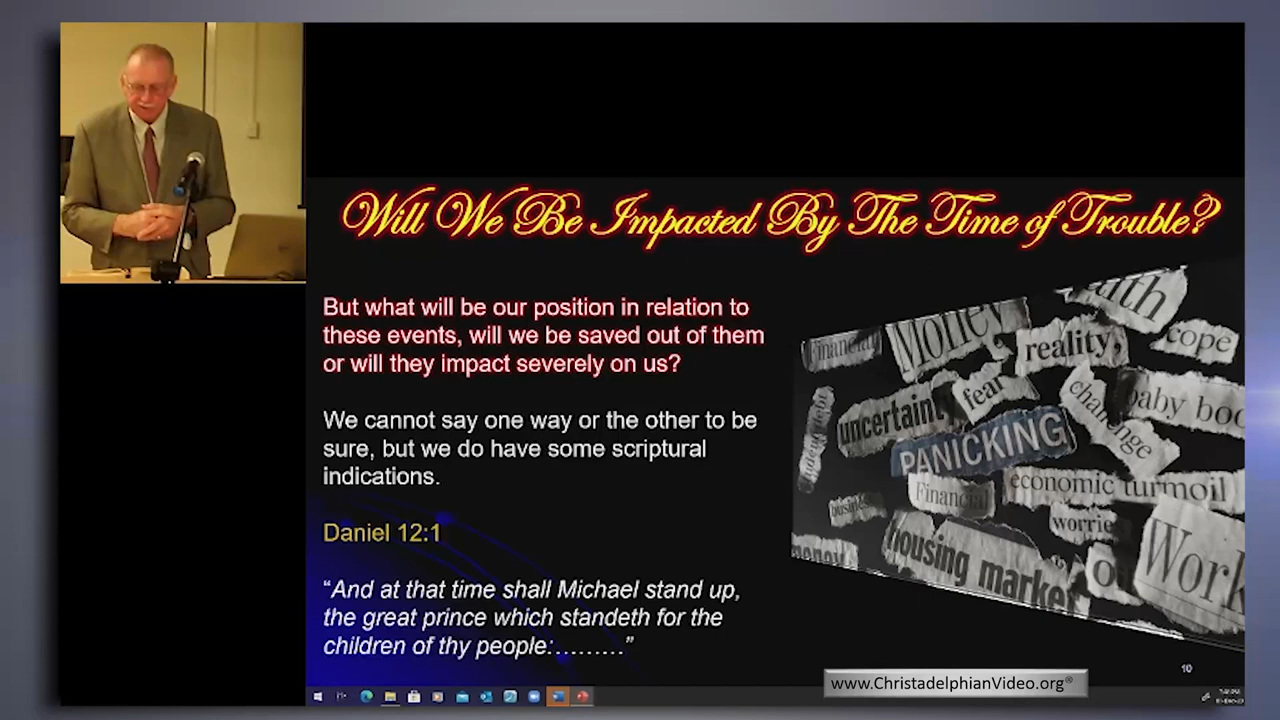 Will We Be Impacted By The Time of Trouble?
But what will be our position in relation to
these events, will we be saved out of them
or will they impact severely on us?
We cannot say one way or the other to be
sure, but we do have some scriptural
indications.
Daniel 12:1
“And at that time shall Michael stand up,
the great prince which standeth for the
children of thy people:………”
Financial
Money
reality,
cope
fear
uncertaint
change
baby boo
PANICKING
economic turmoil
Financial
worrie
housing market
money
Work
10
www.ChristadelphianVideo.org®